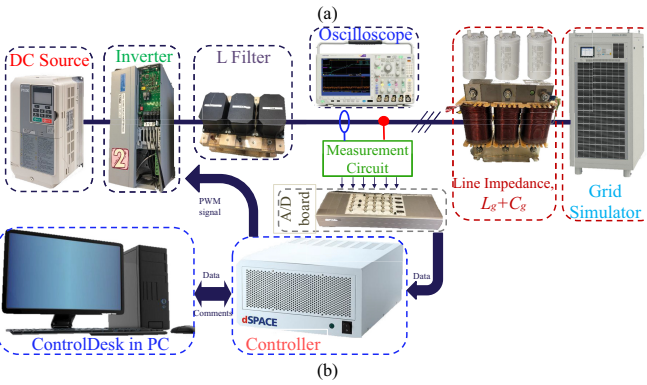 (a)
DC Source
Inverter
L Filter
Oscilloscope
2
Measurement
Circuit
Line Impedance,
Lg+Cg
Grid
Simulator
PWM
signal
A/D
board
Data
Comments
Data
dSPACE
ControlDesk in PC
Controller
(b)